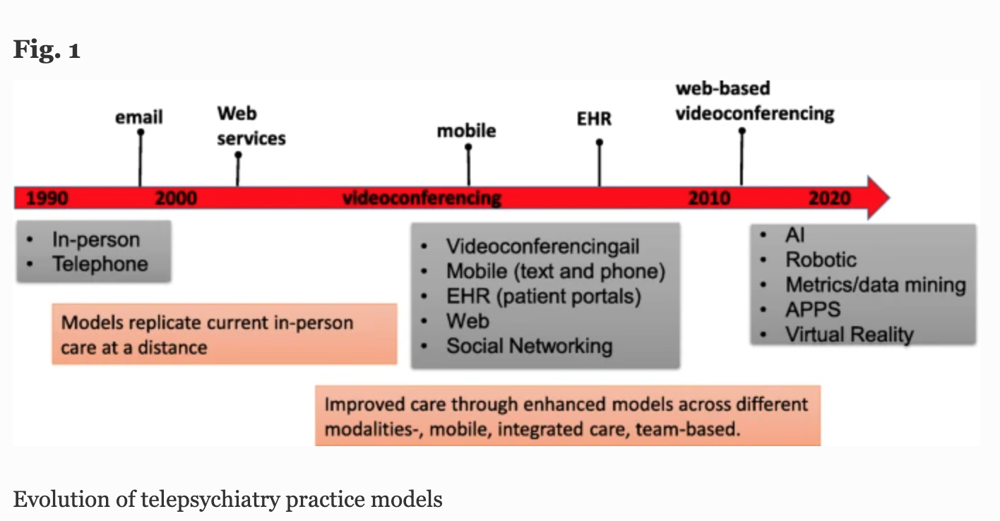 Fig. 1
email
Web
services
mobile
EHR
web-based
videoconferencing
1990 2000 videoconferencing 2010 2020
• In-person
• Telephone
• Videoconferencingail
• Mobile (text and phone)
• EHR (patient portals)
• Web
• Social Networking
• AI
• Robotic
• Metrics/data mining
• APPS
• Virtual Reality
Models replicate current in-person
care at a distance
Improved care through enhanced models across different
modalities-, mobile, integrated care, team-based.
Evolution of telepsychiatry practice models